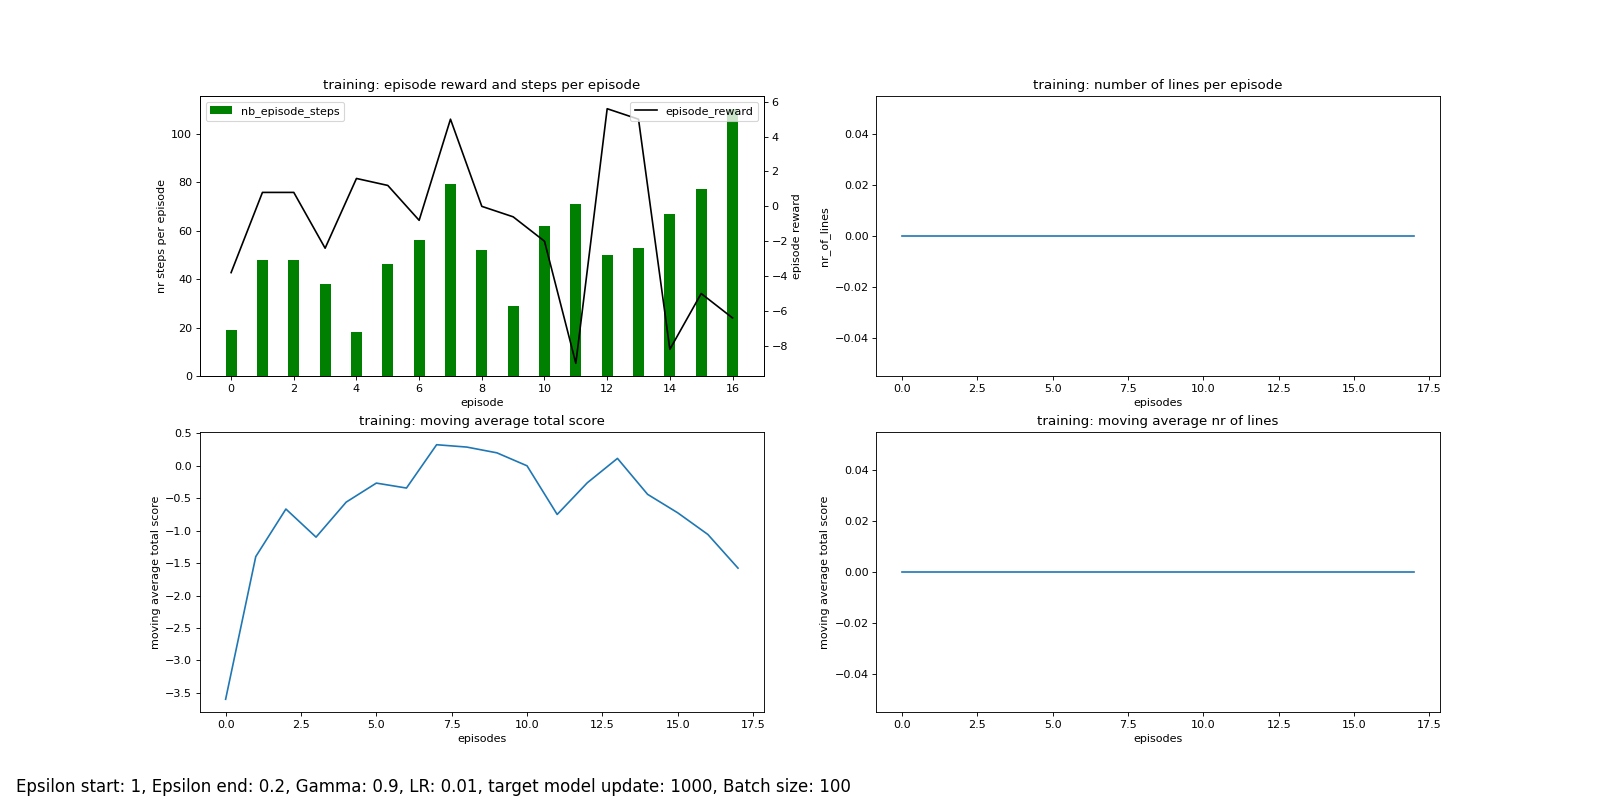 training: episode reward and steps per episode
nb_episode_steps
episode_reward
nr steps per episode
0 20 40 60 80 100
episode reward
6 4 2 0 −2 −4 −6 −8
0 2 4 6 8 10 12 14 16
episode
training: number of lines per episode
nr_of_lines
0.04 0.02 0.00 −0.02 −0.04
0.0 2.5 5.0 7.5 10.0 12.5 15.0 17.5
episodes
training: moving average total score
moving average total score
0.5 0.0 −0.5 −1.0 −1.5 −2.0 −2.5 −3.0 −3.5
0.0 2.5 5.0 7.5 10.0 12.5 15.0 17.5
episodes
training: moving average nr of lines
moving average total score
0.04 0.02 0.00 −0.02 −0.04
0.0 2.5 5.0 7.5 10.0 12.5 15.0 17.5
episodes
Epsilon start: 1, Epsilon end: 0.2, Gamma: 0.9, LR: 0.01, target model update: 1000, Batch size: 100